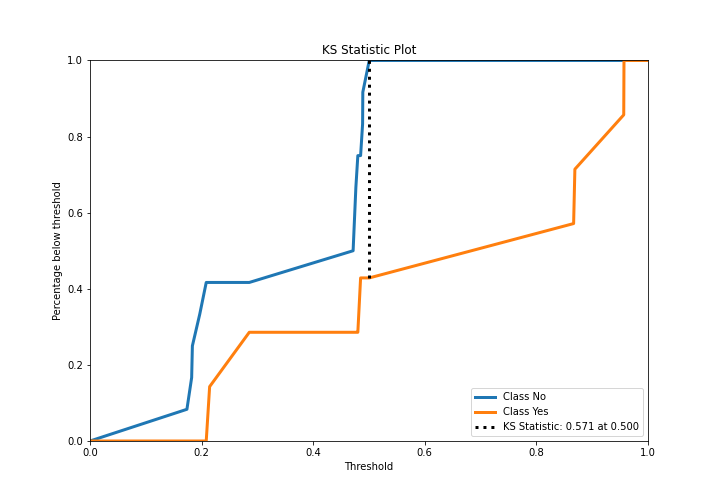 KS Statistic Plot
1.0
0.8
0.6
0.4
0.2
0.0
Percentage below threshold
0.0 0.2 0.4 0.6 0.8 1.0
Threshold
Class No
Class Yes
KS Statistic: 0.571 at 0.500